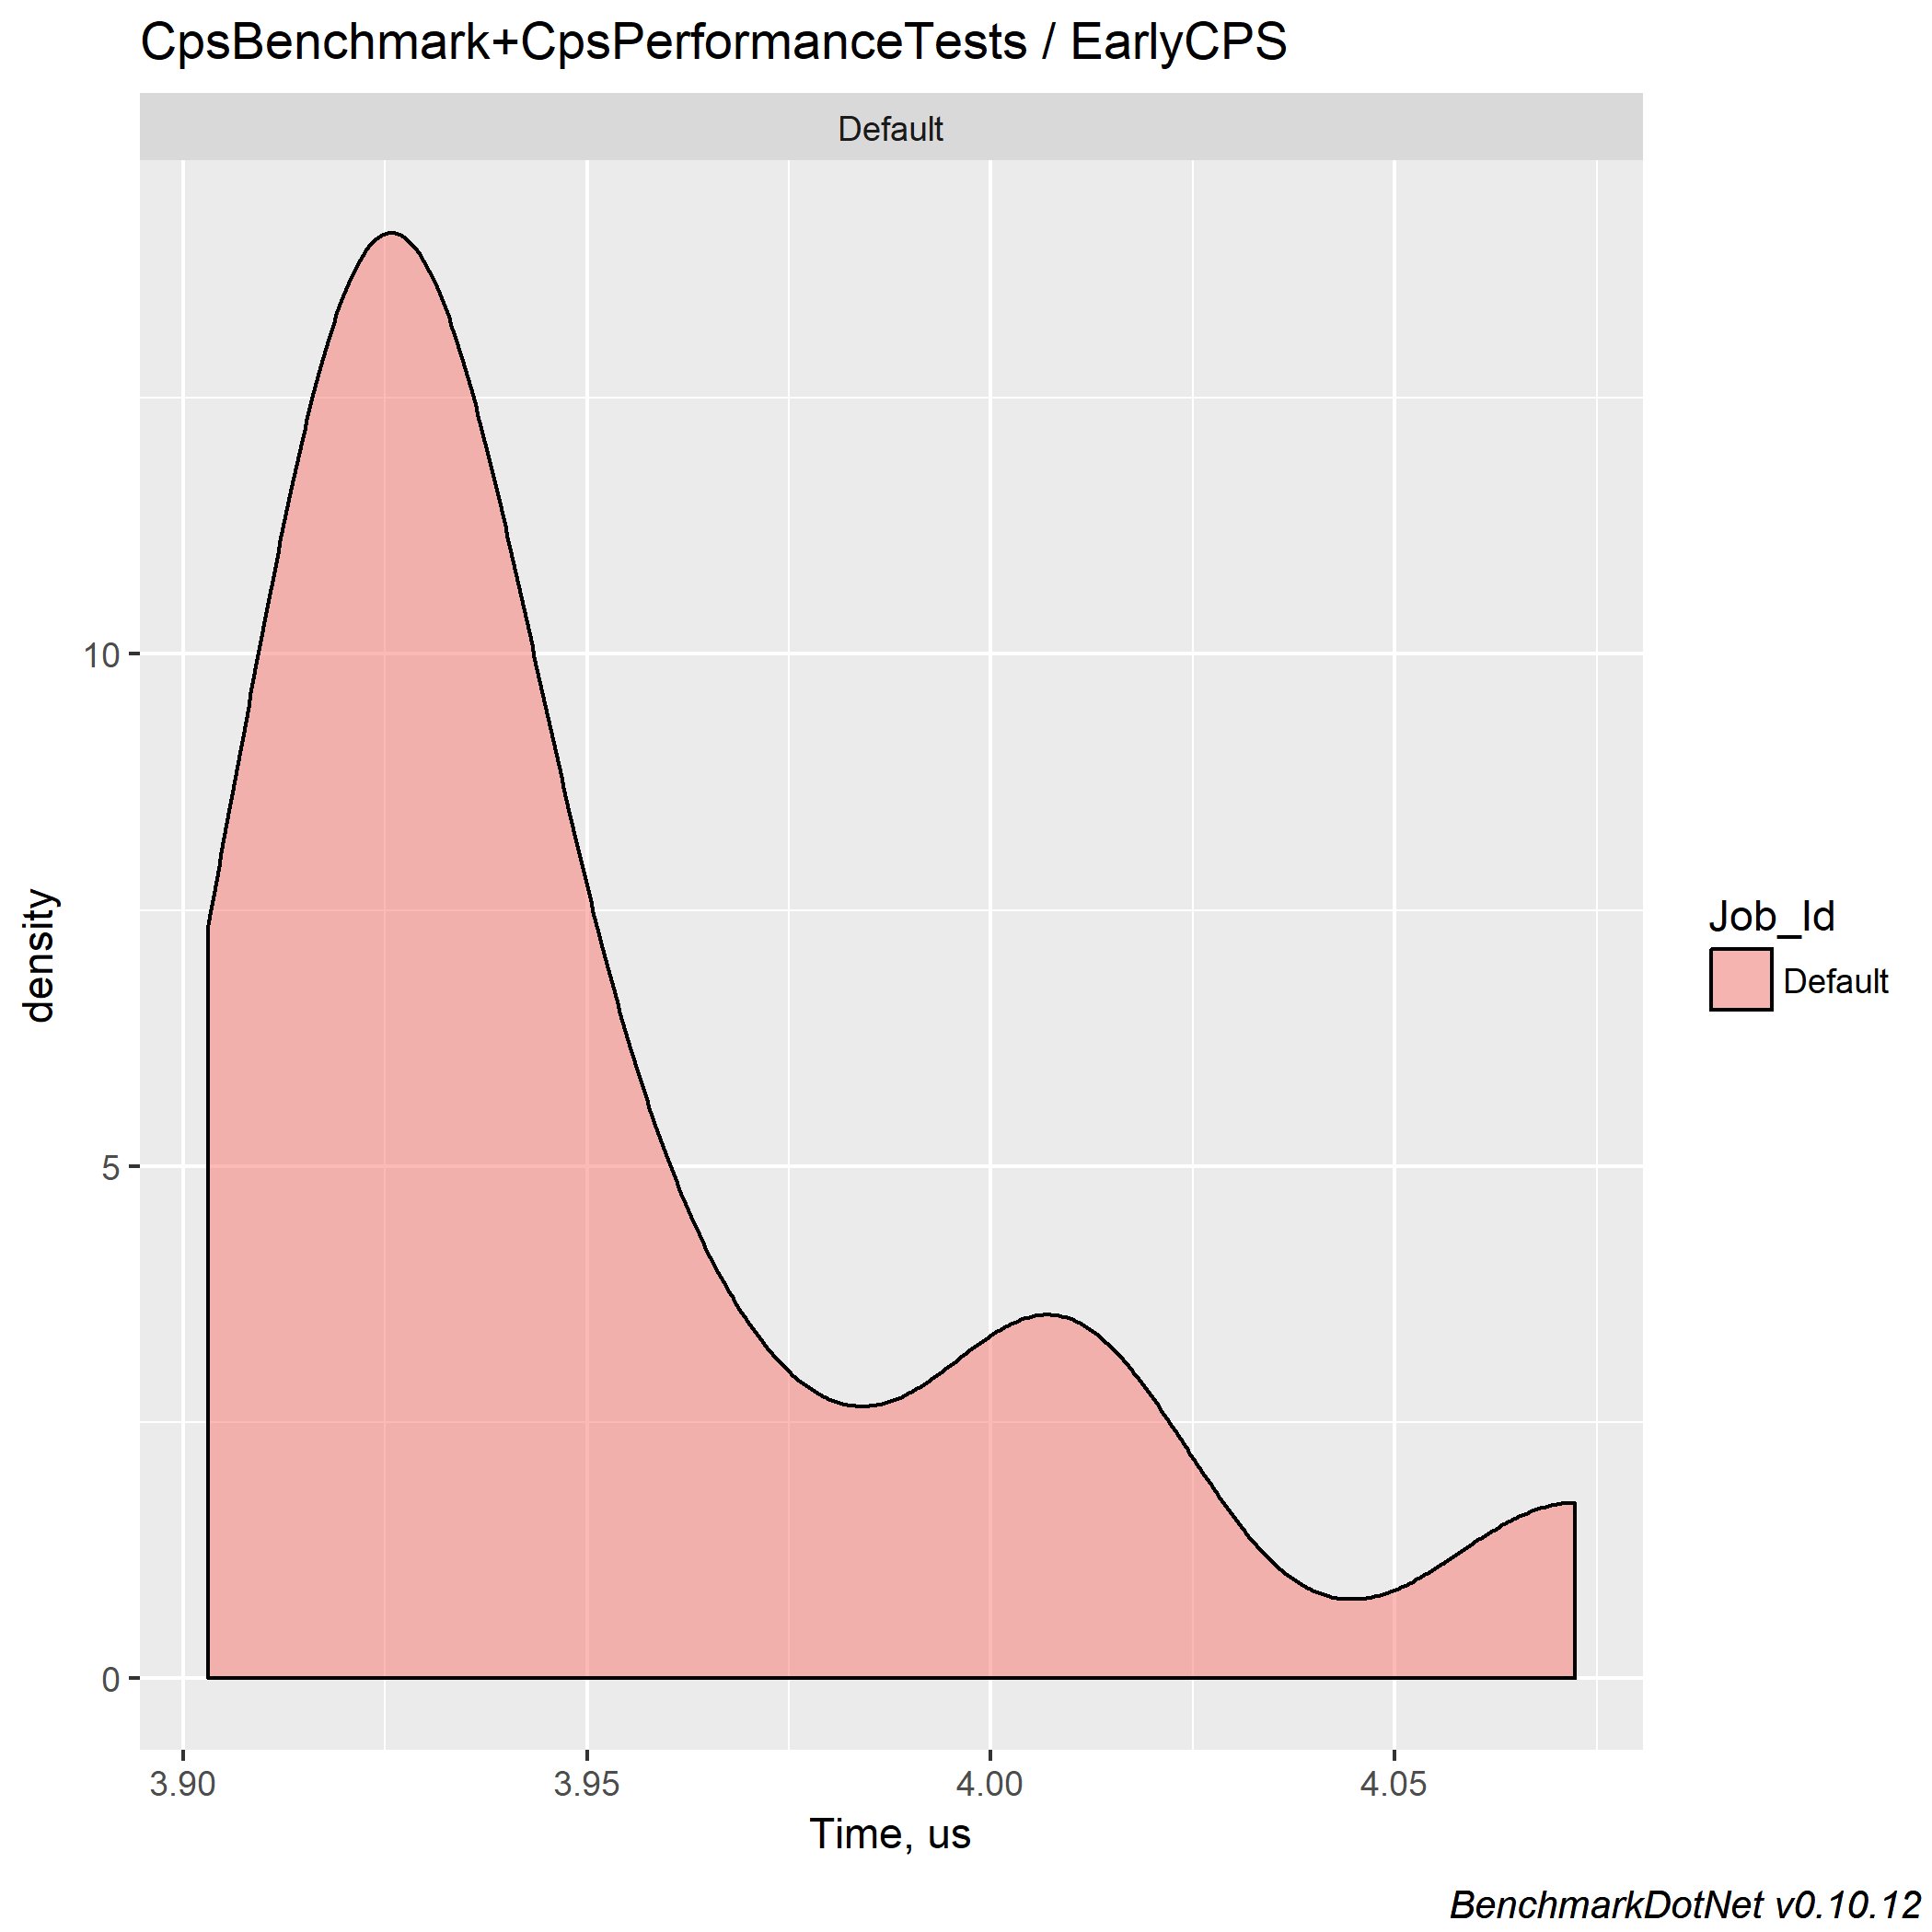 CpsBenchmark+CpsPerformanceTests / EarlyCPS
Default
10
5
0
density
3.90 3.95 4.00 4.05
Time, us
Job_Id
Default
BenchmarkDotNet v0.10.12